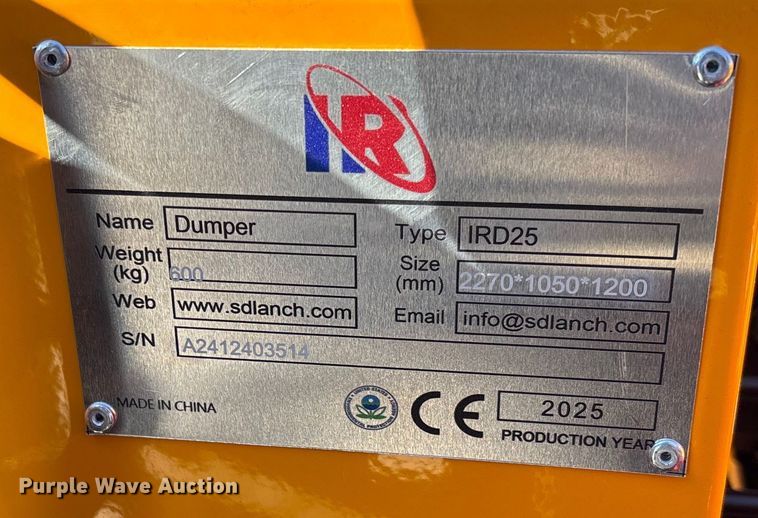 IR
Name Dumper Type IRD25
Weight (kg) 600 Size (mm) 2270*1050*1200
Web www.sdlanch.com Email info@sdlanch.com
S/N A2412403514
MADE IN CHINA CE 2025
PRODUCTION YEAR
Purple Wave Auction